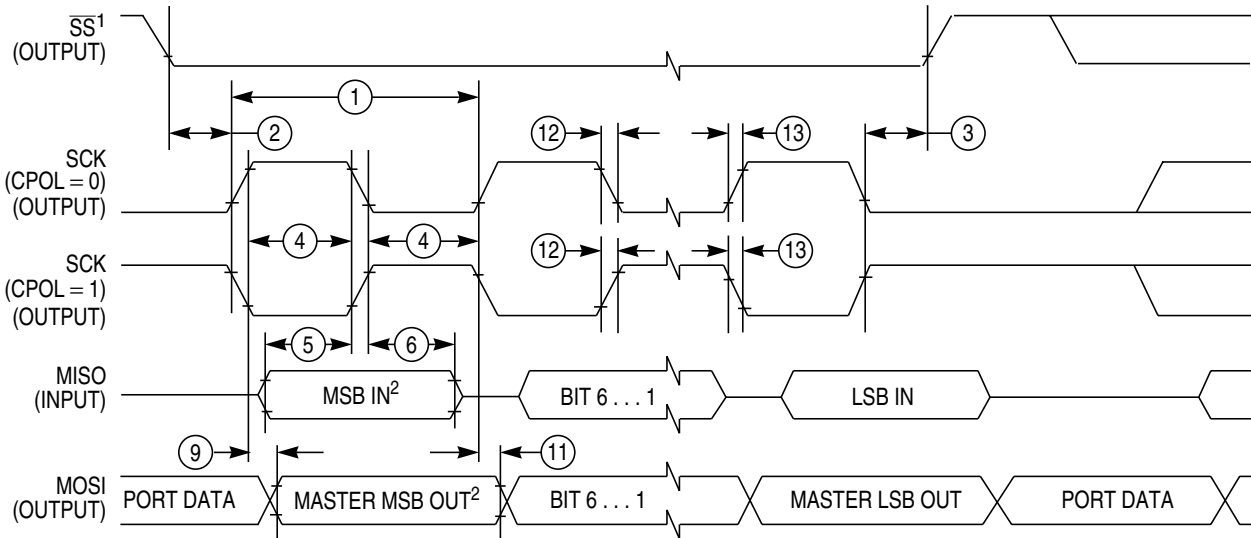 SS¹
(OUTPUT)
1
2
12
13
3
SCK
(CPOL = 0)
(OUTPUT)
4
4
SCK
(CPOL = 1)
(OUTPUT)
12
13
5
6
MISO
(INPUT)
MSB IN²
BIT 6 . . . 1
LSB IN
9
11
MOSI
(OUTPUT)
PORT DATA
MASTER MSB OUT²
BIT 6 . . . 1
MASTER LSB OUT
PORT DATA